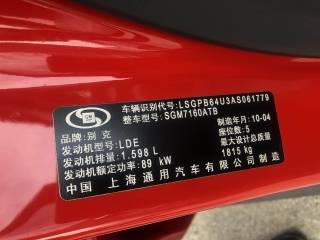 车辆识别代号:LSGPB64U3AS061779
整车型号:SGM7160ATB
品牌:别克 制造年月:10-04
发动机型号:LDE 座位数:5
发动机排量:1.598 L 最大设计总质量
发动机额定功率:89 kW 1815 kg
中国 上海通用汽车有限公司制造